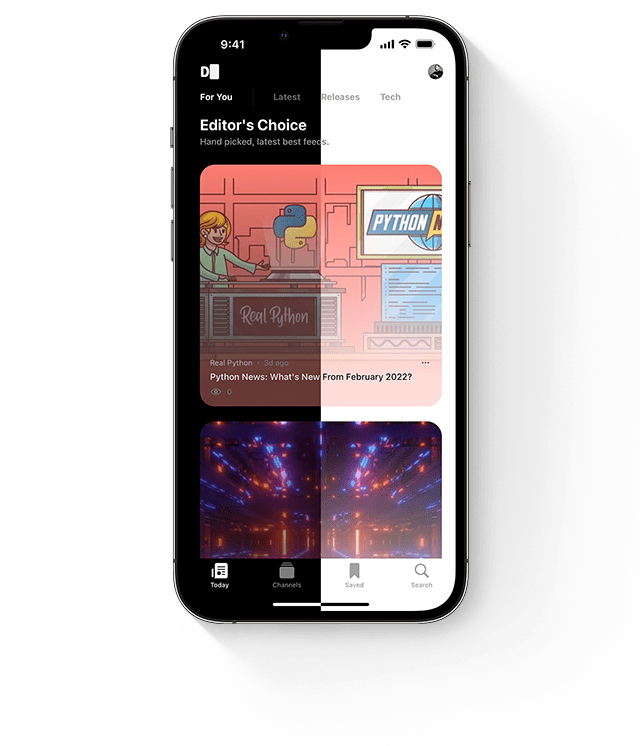 9:41
D
For You Latest Releases Tech
Editor's Choice
Hand picked, latest best feeds.
PYTHON N
Real Python
Real Python • 3d ago ...
Python News: What's New From February 2022?
0
Today Channels Saved Search